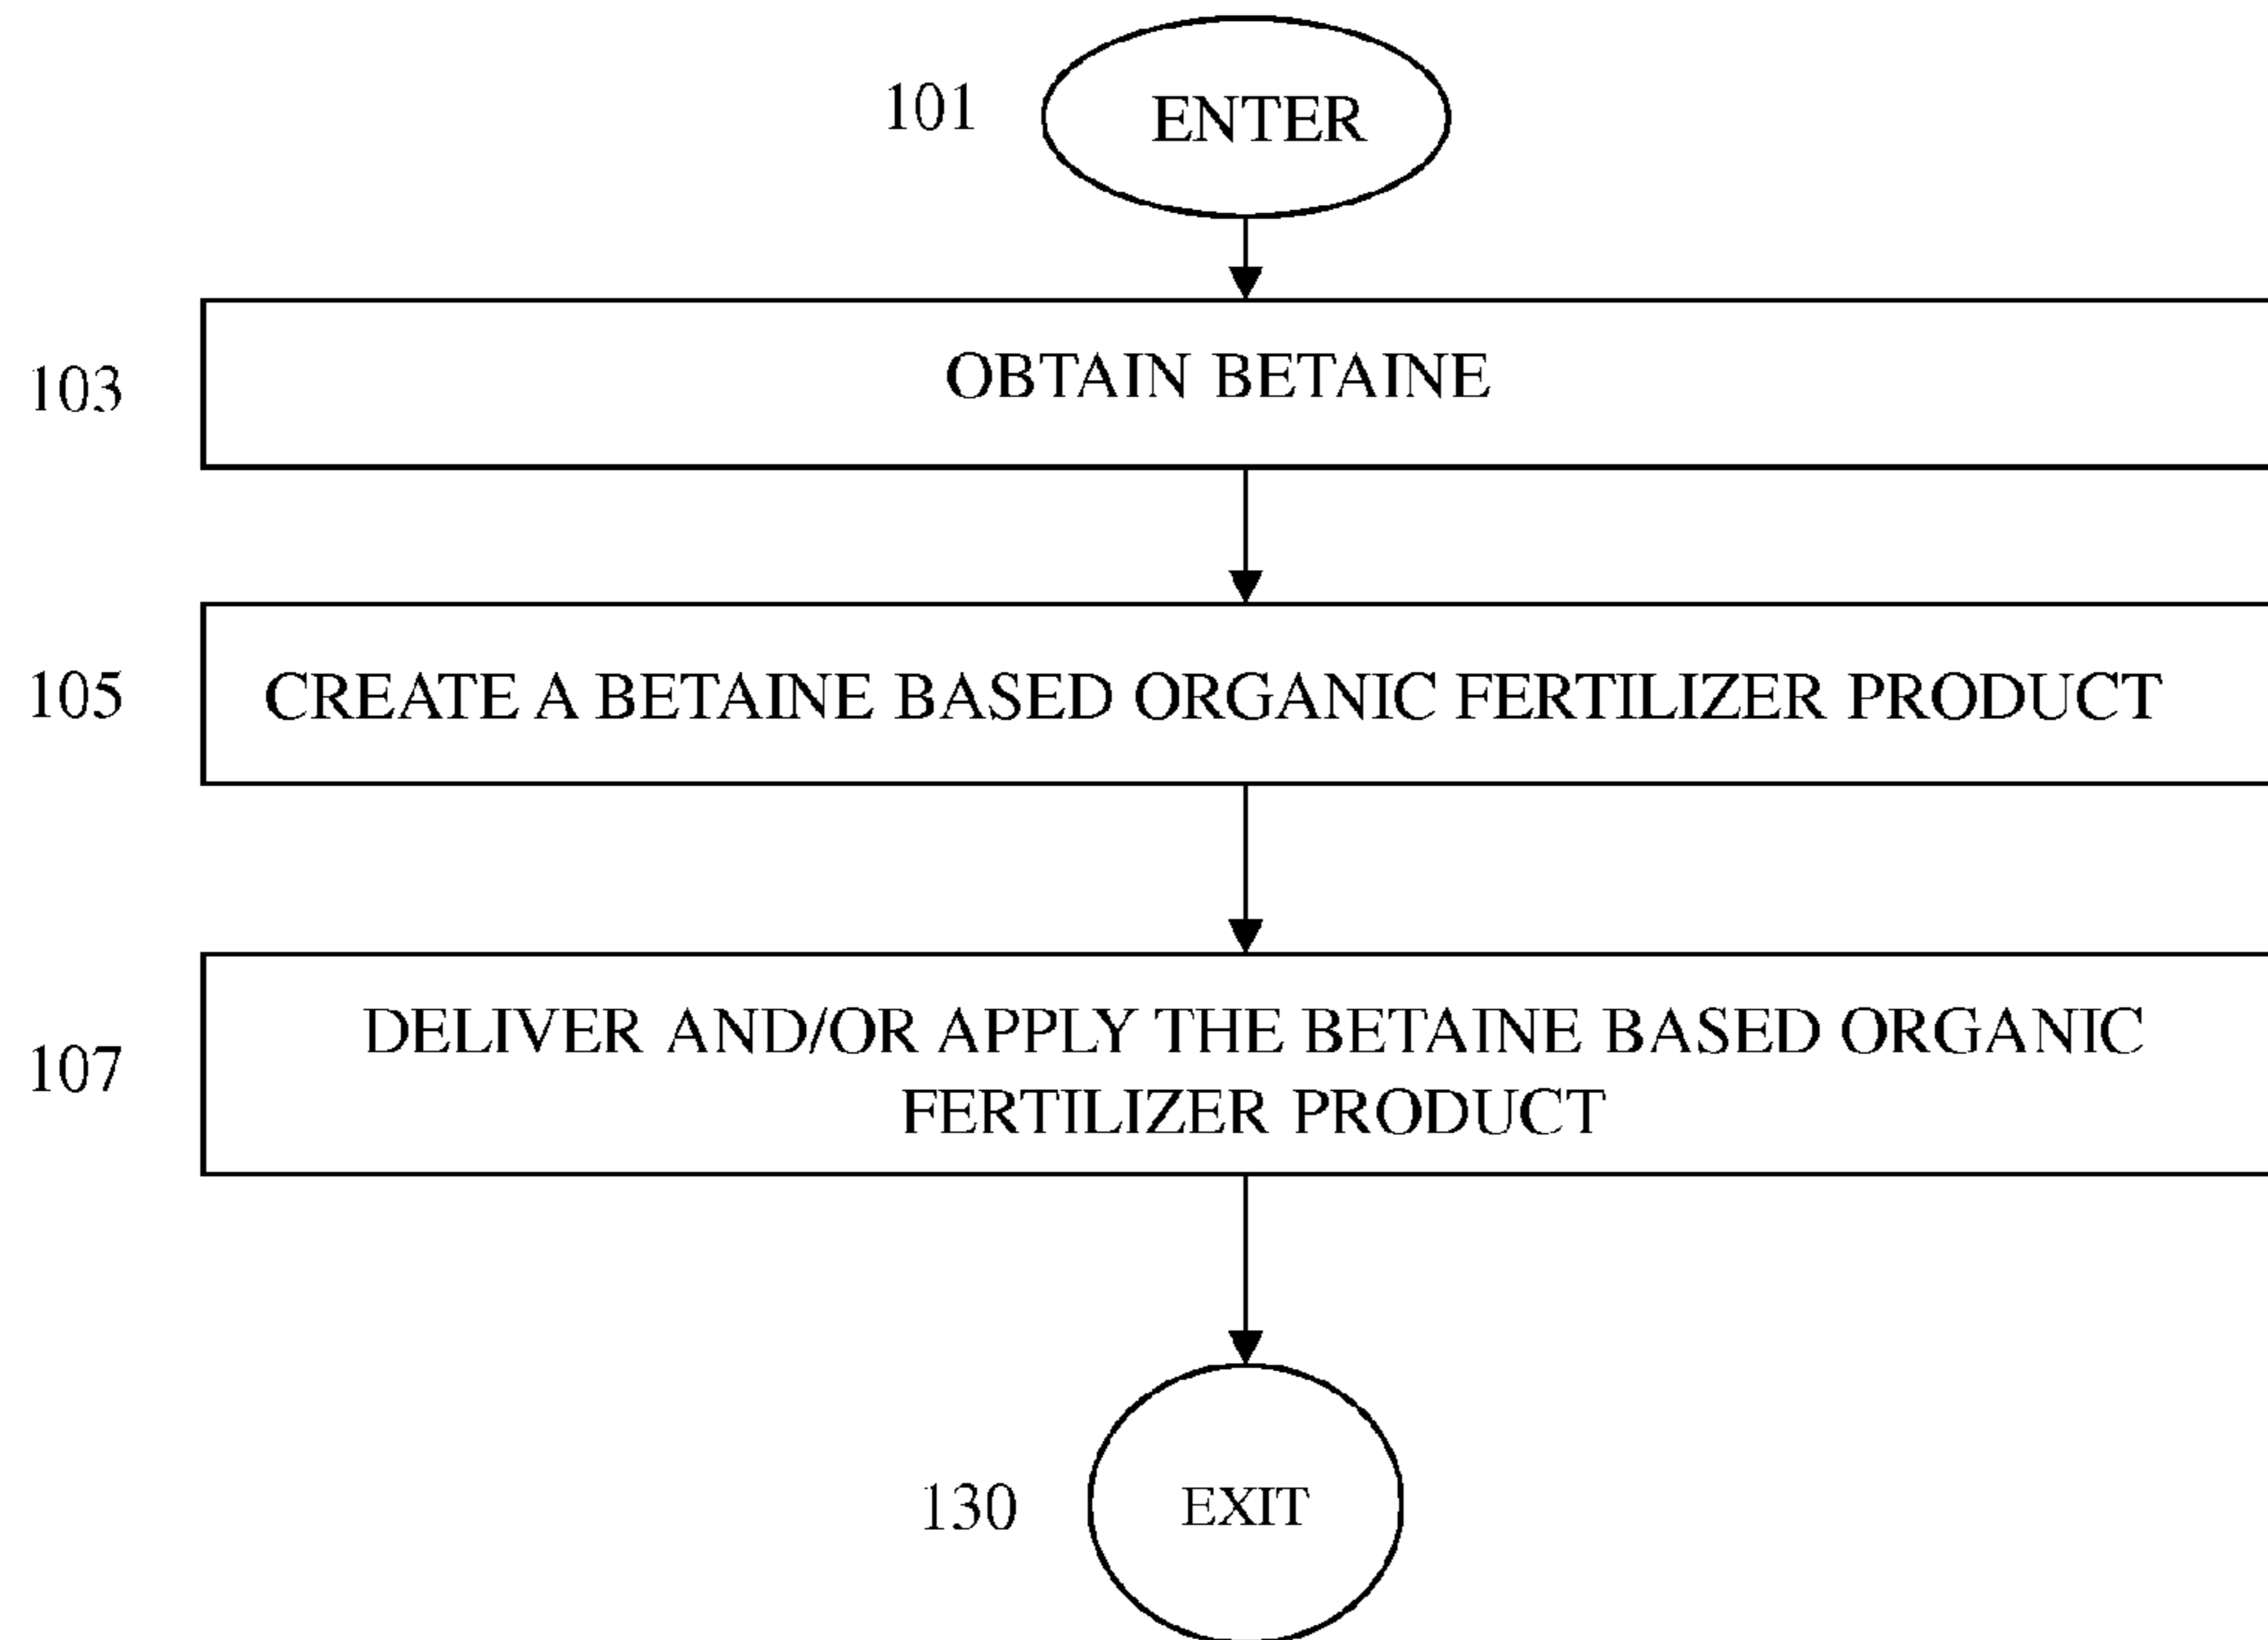 101
ENTER
103
OBTAIN BETAINE
105
CREATE A BETAINE BASED ORGANIC FERTILIZER PRODUCT
107
DELIVER AND/OR APPLY THE BETAINE BASED ORGANIC
FERTILIZER PRODUCT
130
EXIT